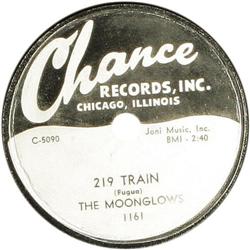 Chance
RECORDS, INC.
CHICAGO, ILLINOIS
C-5090
Joni Music, Inc.
BMI - 2:40
219 TRAIN
(Fuqua)
THE MOONGLOWS
1161